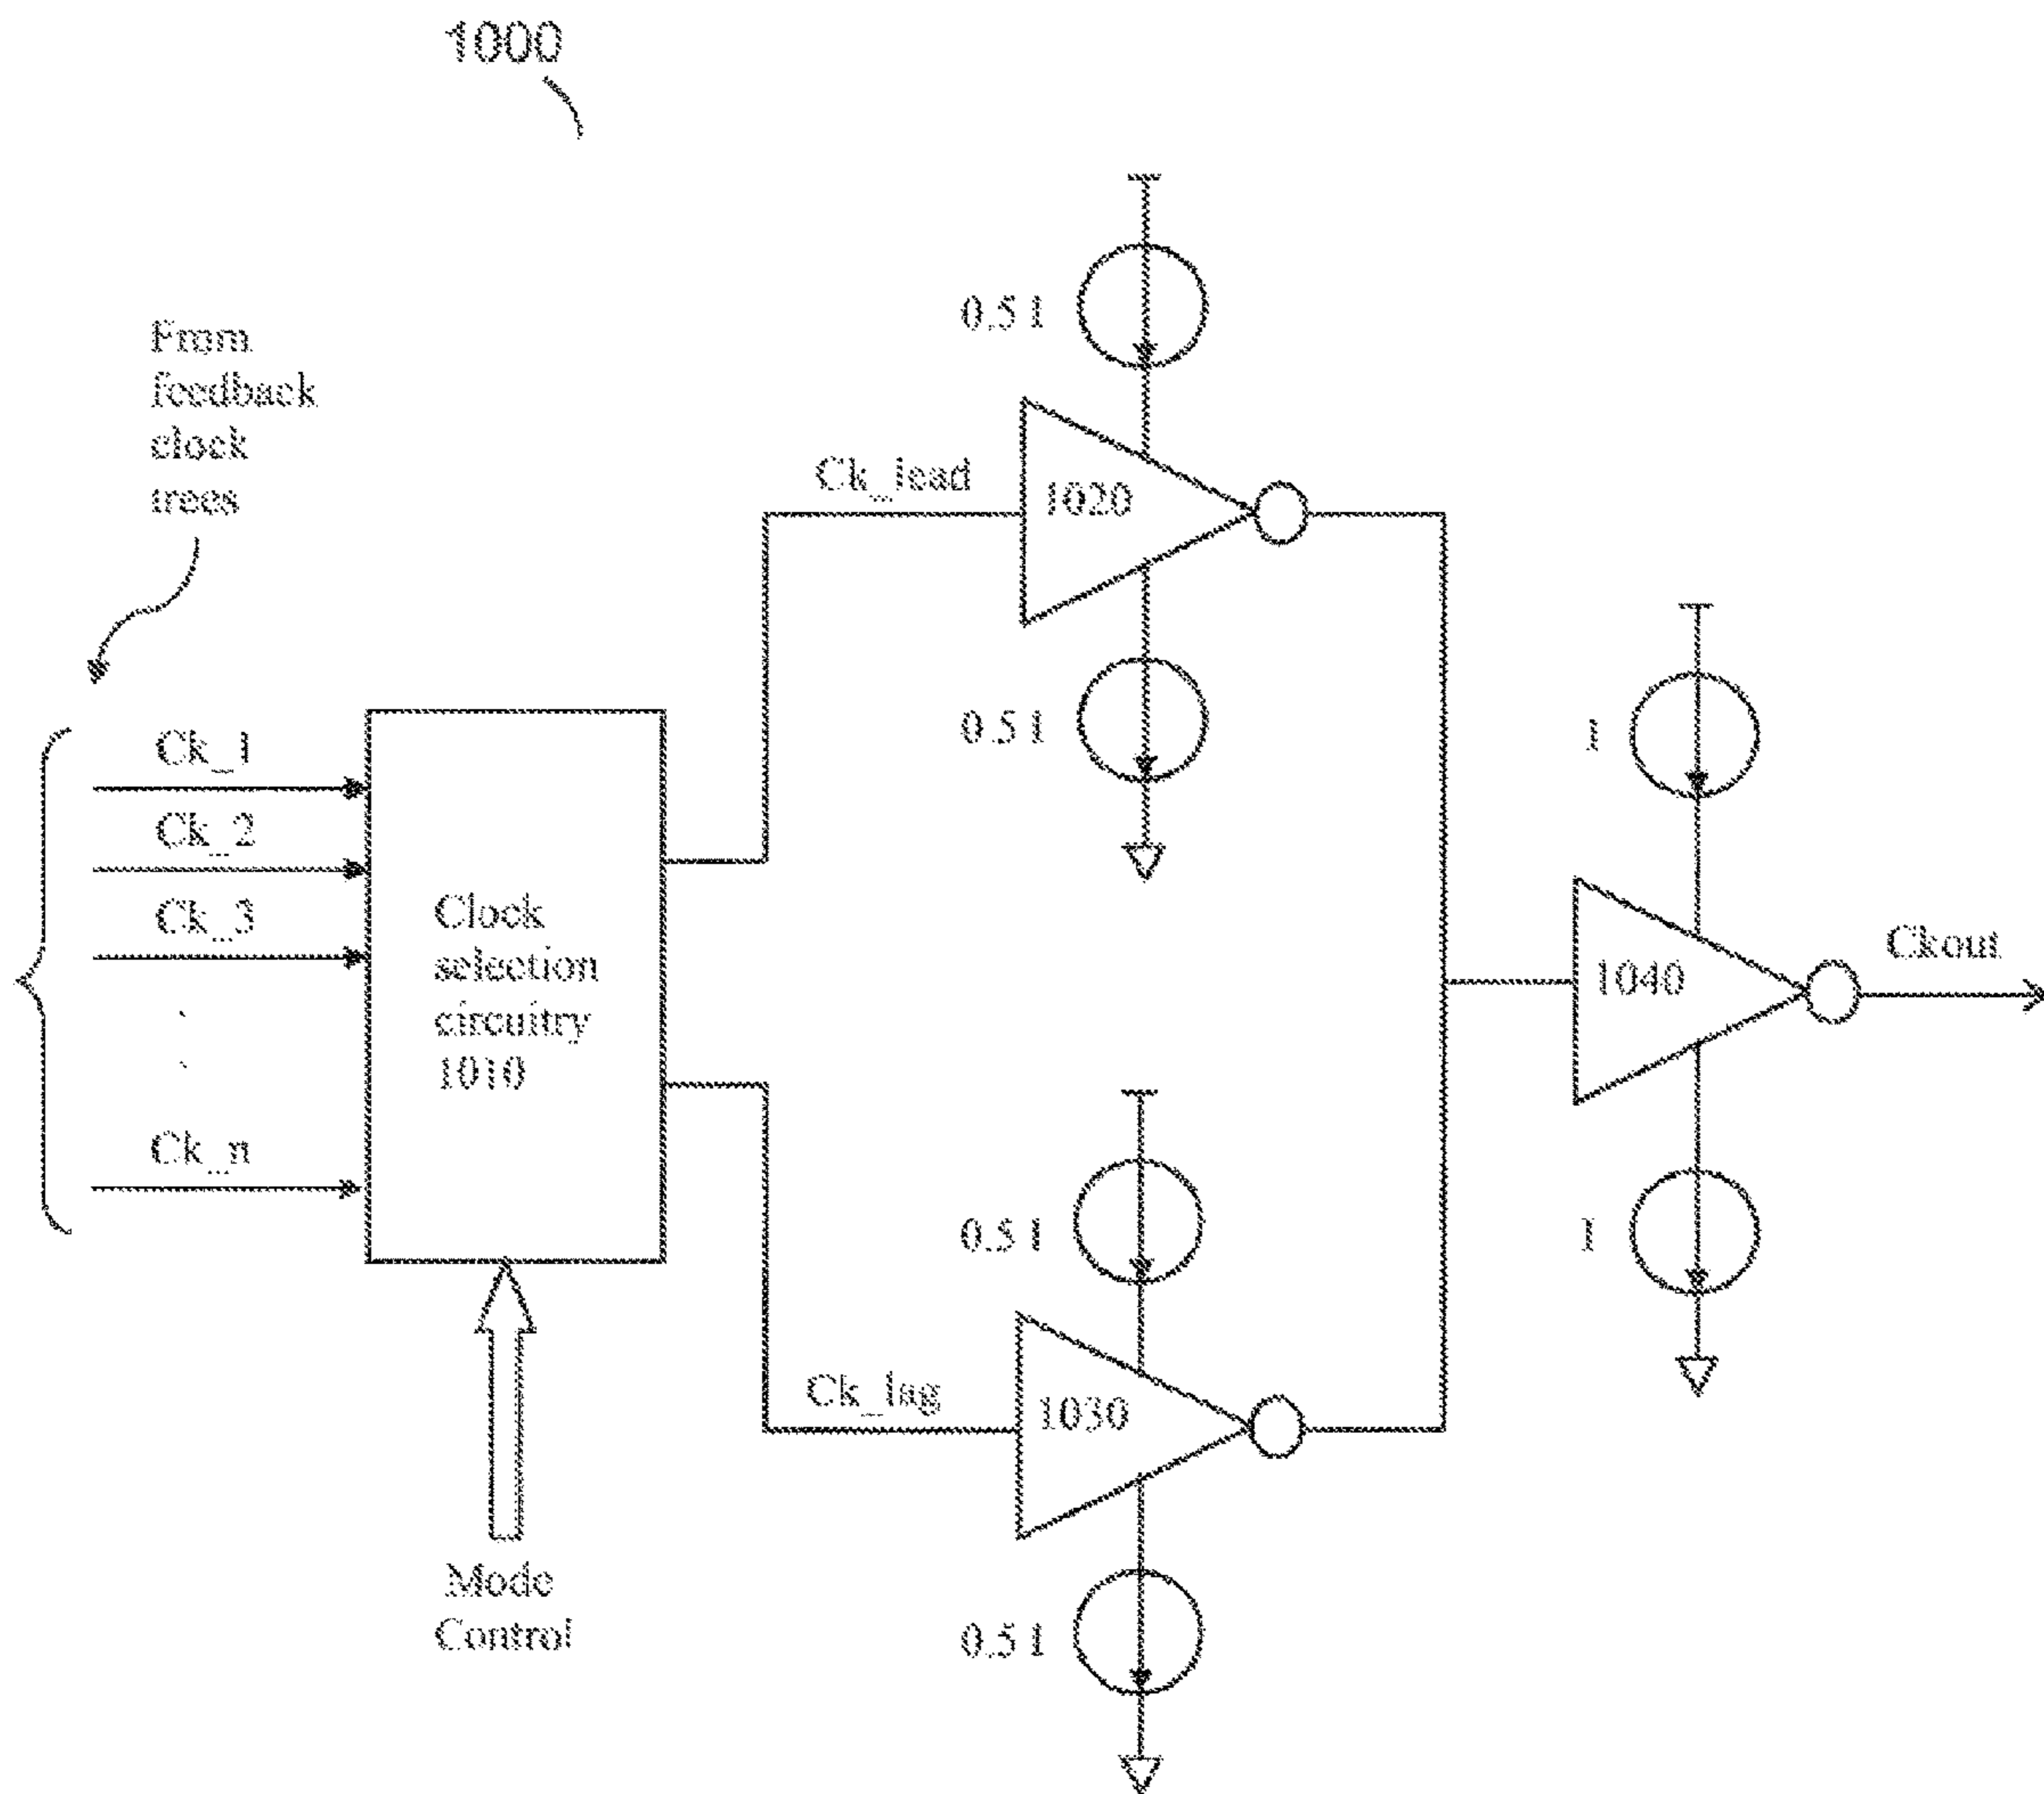 1000
From
feedback
clock
trees
Ck_1
Ck_2
Ck_3
Ck_n
Clock
selection
circuitry
1010
Mode
Control
Ck_lead
Ck_lag
0.5 I
1020
0.5 I
0.5 I
1030
0.5 I
I
1040
I
Ckout